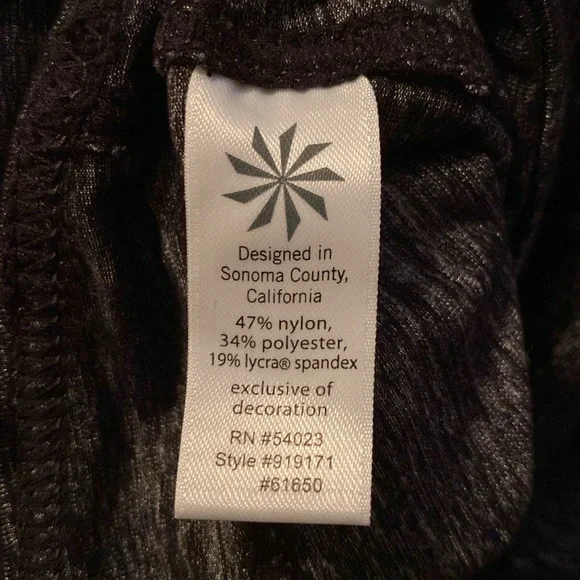 Designed in
Sonoma County,
California
47% nylon,
34% polyester,
19% lycra® spandex
exclusive of
decoration
RN #54023
Style #919171
#61650